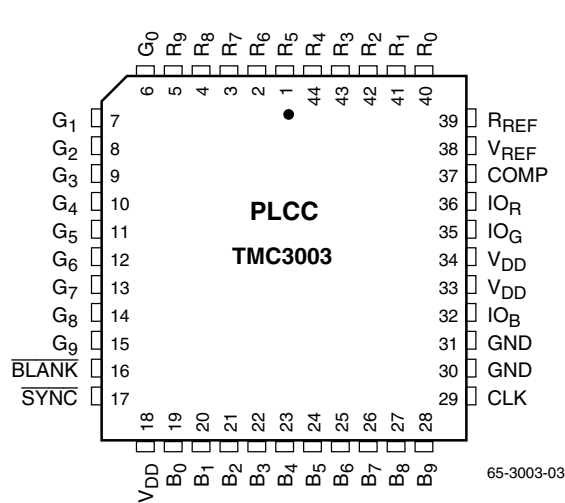 G0 R9 R8 R7 R6 R5 R4 R3 R2 R1 R0
6 5 4 3 2 1 44 43 42 41 40
G1 7 39 RREF
G2 8 38 VREF
G3 9 37 COMP
G4 10 36 IOR
G5 11 35 IOG
G6 12 34 VDD
G7 13 33 VDD
G8 14 32 IOB
G9 15 31 GND
BLANK 16 30 GND
SYNC 17 29 CLK
PLCC
TMC3003
18 19 20 21 22 23 24 25 26 27 28
VDD B0 B1 B2 B3 B4 B5 B6 B7 B8 B9
65-3003-03